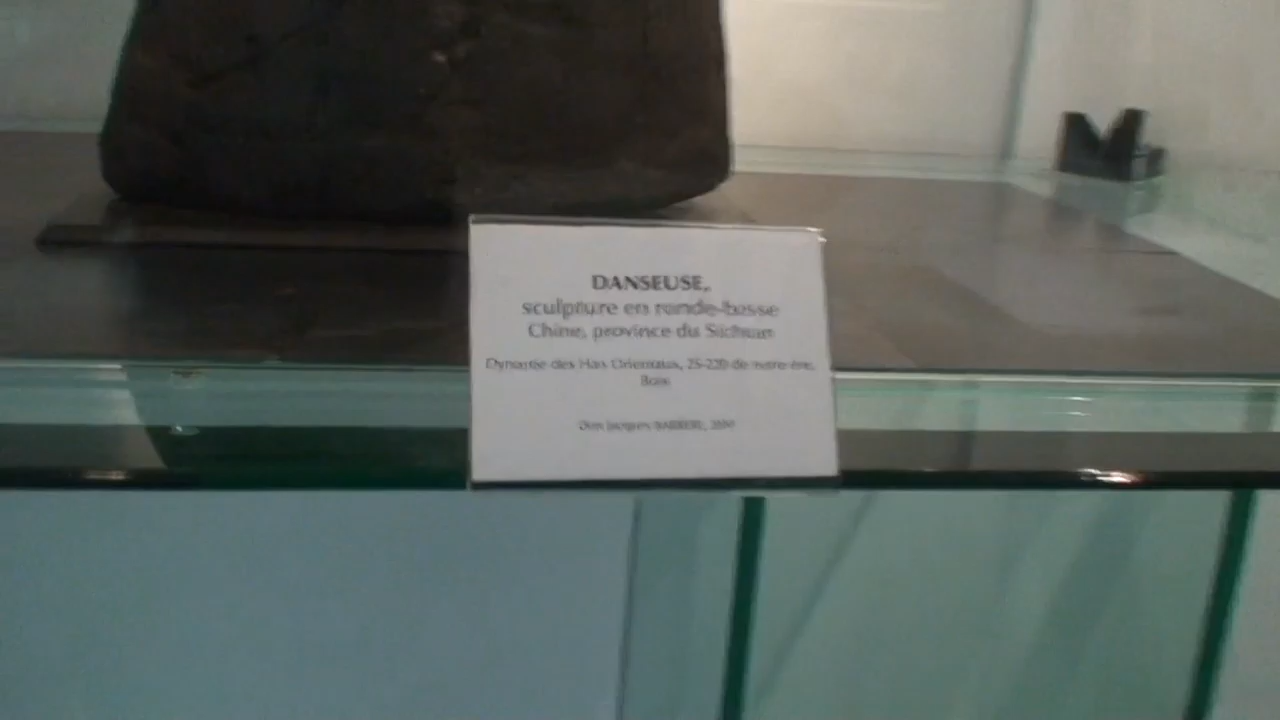 DANSEUSE,
sculpture en ronde-bosse
Chine, province du Sichuan
Dynastie des Han Orientaux, 25-220 de notre ère,
Bois
Don Jacques